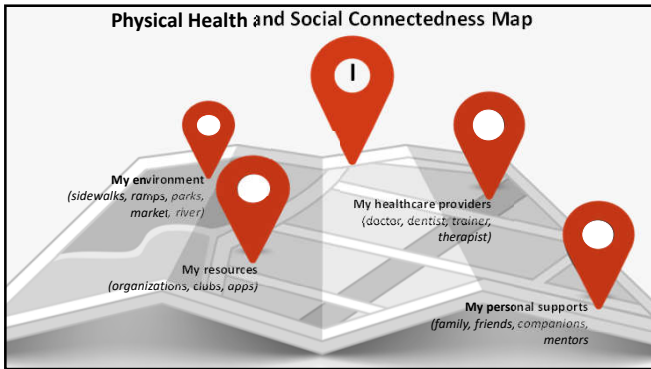 Physical Health and Social Connectedness Map
I
My environment
(sidewalks, ramps, parks,
market, river)
My healthcare providers
(doctor, dentist, trainer,
therapist)
My resources
(organizations, clubs, apps)
My personal supports
(family, friends, companions,
mentors